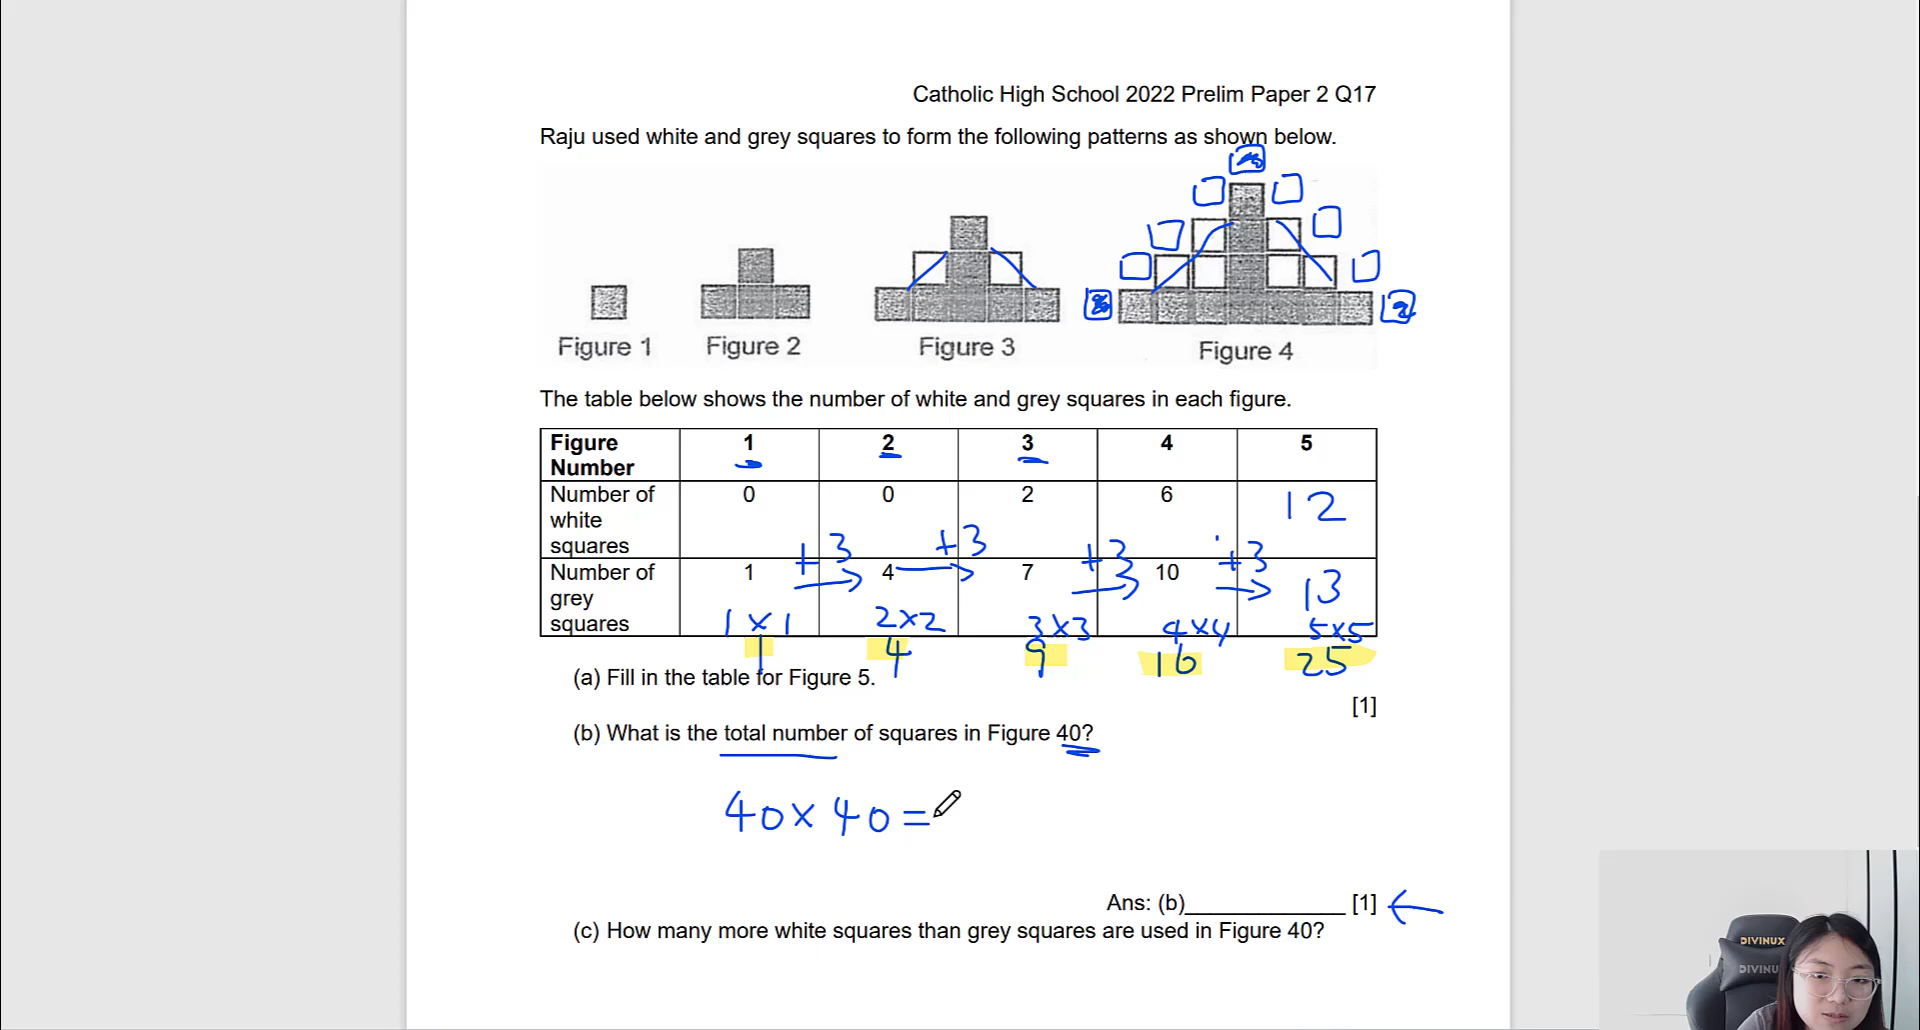 Catholic High School 2022 Prelim Paper 2 Q17
Raju used white and grey squares to form the following patterns as shown below.
Figure 1
Figure 2
Figure 3
Figure 4
The table below shows the number of white and grey squares in each figure.
Figure Number 1 2 3 4 5
Number of white squares 0 0 2 6 12
+3 +3 +3 +3
Number of grey squares 1 4 7 10 13
1×1 2×2 3×3 4×4 5×5
1 4 9 16 25
(a) Fill in the table for Figure 5.
[1]
(b) What is the total number of squares in Figure 40?
40×40=
Ans: (b)____________ [1]
(c) How many more white squares than grey squares are used in Figure 40?
DIVINUX
DIVINU